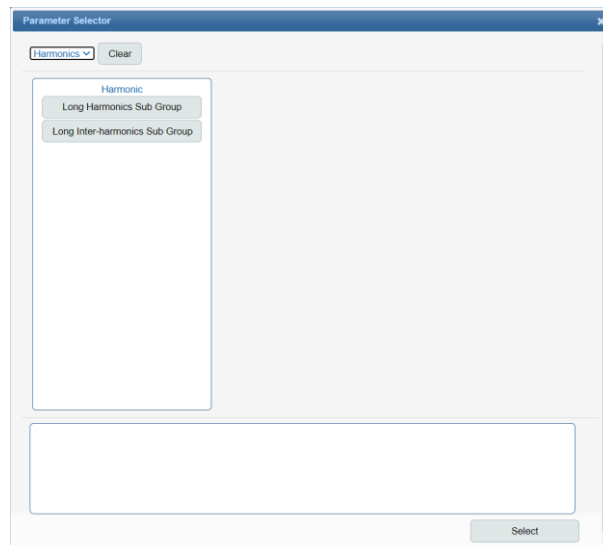 Parameter Selector
Harmonics Clear
Harmonic
Long Harmonics Sub Group
Long Inter-harmonics Sub Group
Select